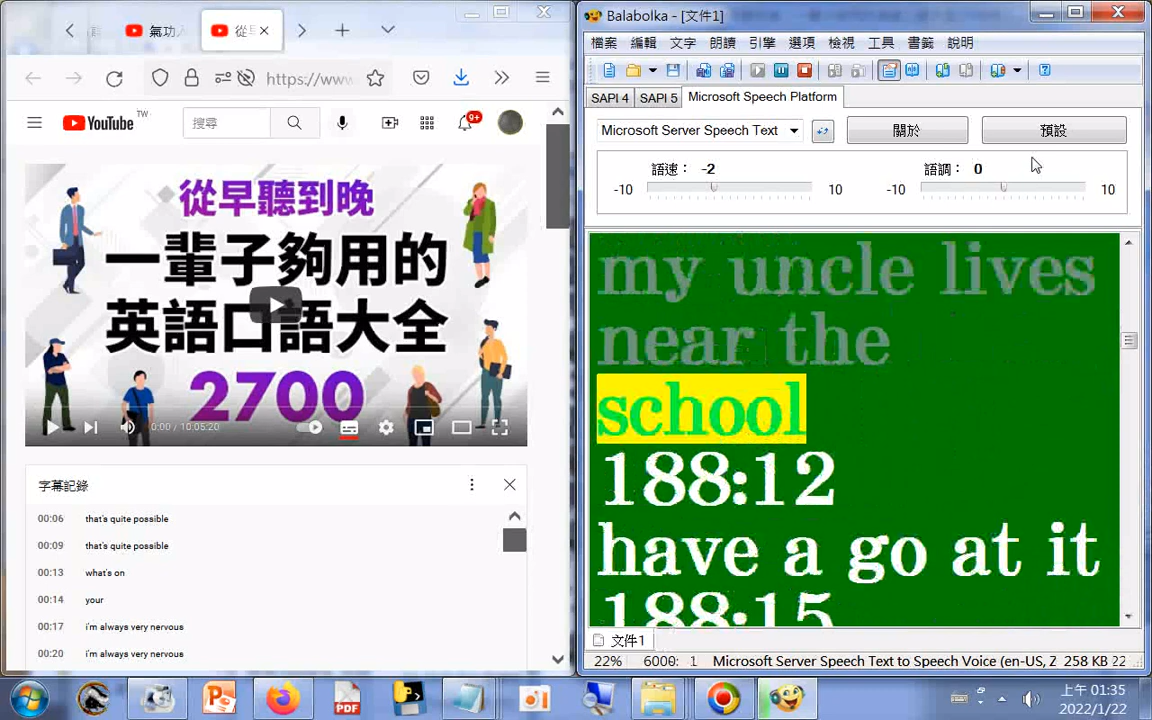 氣功
從
https://www
YouTube TW
搜尋
9+
從早聽到晚
一輩子夠用的
英語口語大全
2700
0:00 / 10:05:20
字幕記錄
00:06 that's quite possible
00:09 that's quite possible
00:13 what's on
00:14 your
00:17 i'm always very nervous
00:20 i'm always very nervous
Balabolka - [文件1]
檔案 編輯 文字 朗讀 引擎 選項 檢視 工具 書籤 說明
SAPI 4 SAPI 5 Microsoft Speech Platform
Microsoft Server Speech Text 關於 預設
語速： -2 語調： 0
-10 10 -10 10
my uncle lives
near the
school
188:12
have a go at it
188:15
文件1
22% 6000: 1 Microsoft Server Speech Text to Speech Voice (en-US, Z 258 KB 22
PDF
上午 01:35
2022/1/22